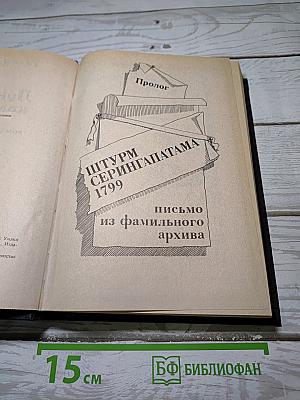 Пролог
ШТУРМ
СЕРИНГАПАТАМА
1799
письмо
из фамильного
архива
15 см
БФ БИБЛИОФАН